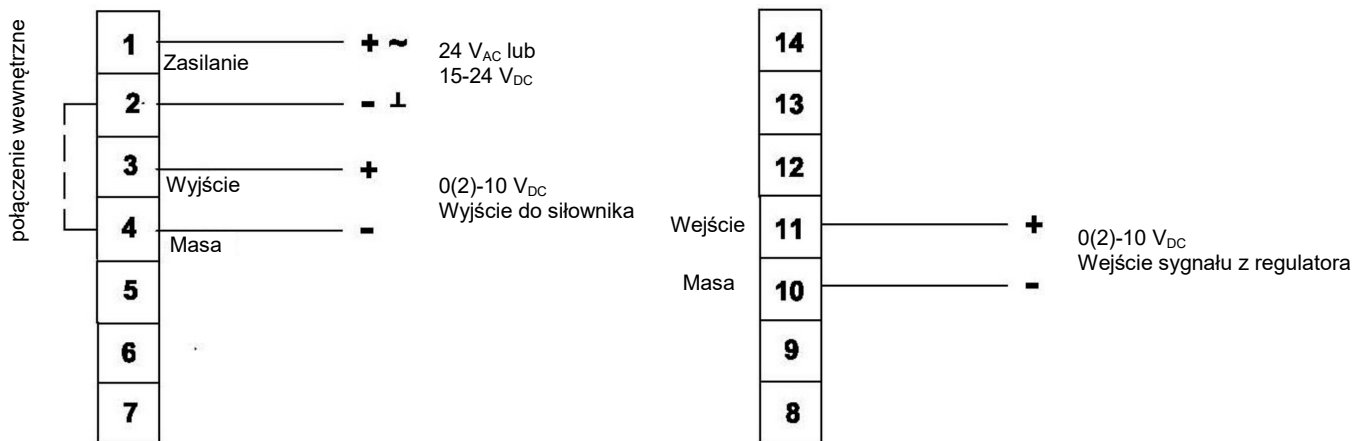 połączenie wewnętrzne
1
Zasilanie
+ ~
24 VAC lub
15-24 VDC
2
- ⊥
3
Wyjście
+
0(2)-10 VDC
Wyjście do siłownika
4
Masa
-
5
6
7
14
13
12
Wejście
11
+
0(2)-10 VDC
Wejście sygnału z regulatora
Masa
10
-
9
8